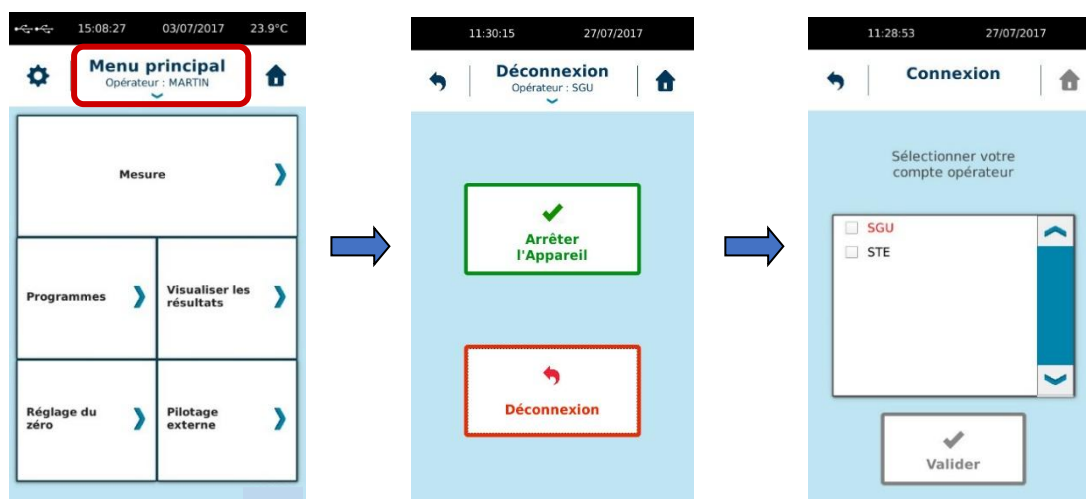 15:08:27 03/07/2017 23.9°C
Menu principal
Opérateur : MARTIN
Mesure
Programmes
Visualiser les
résultats
Réglage du
zéro
Pilotage
externe
11:30:15 27/07/2017
Déconnexion
Opérateur : SGU
Arrêter
l'Appareil
Déconnexion
11:28:53 27/07/2017
Connexion
Sélectionner votre
compte opérateur
SGU
STE
Valider